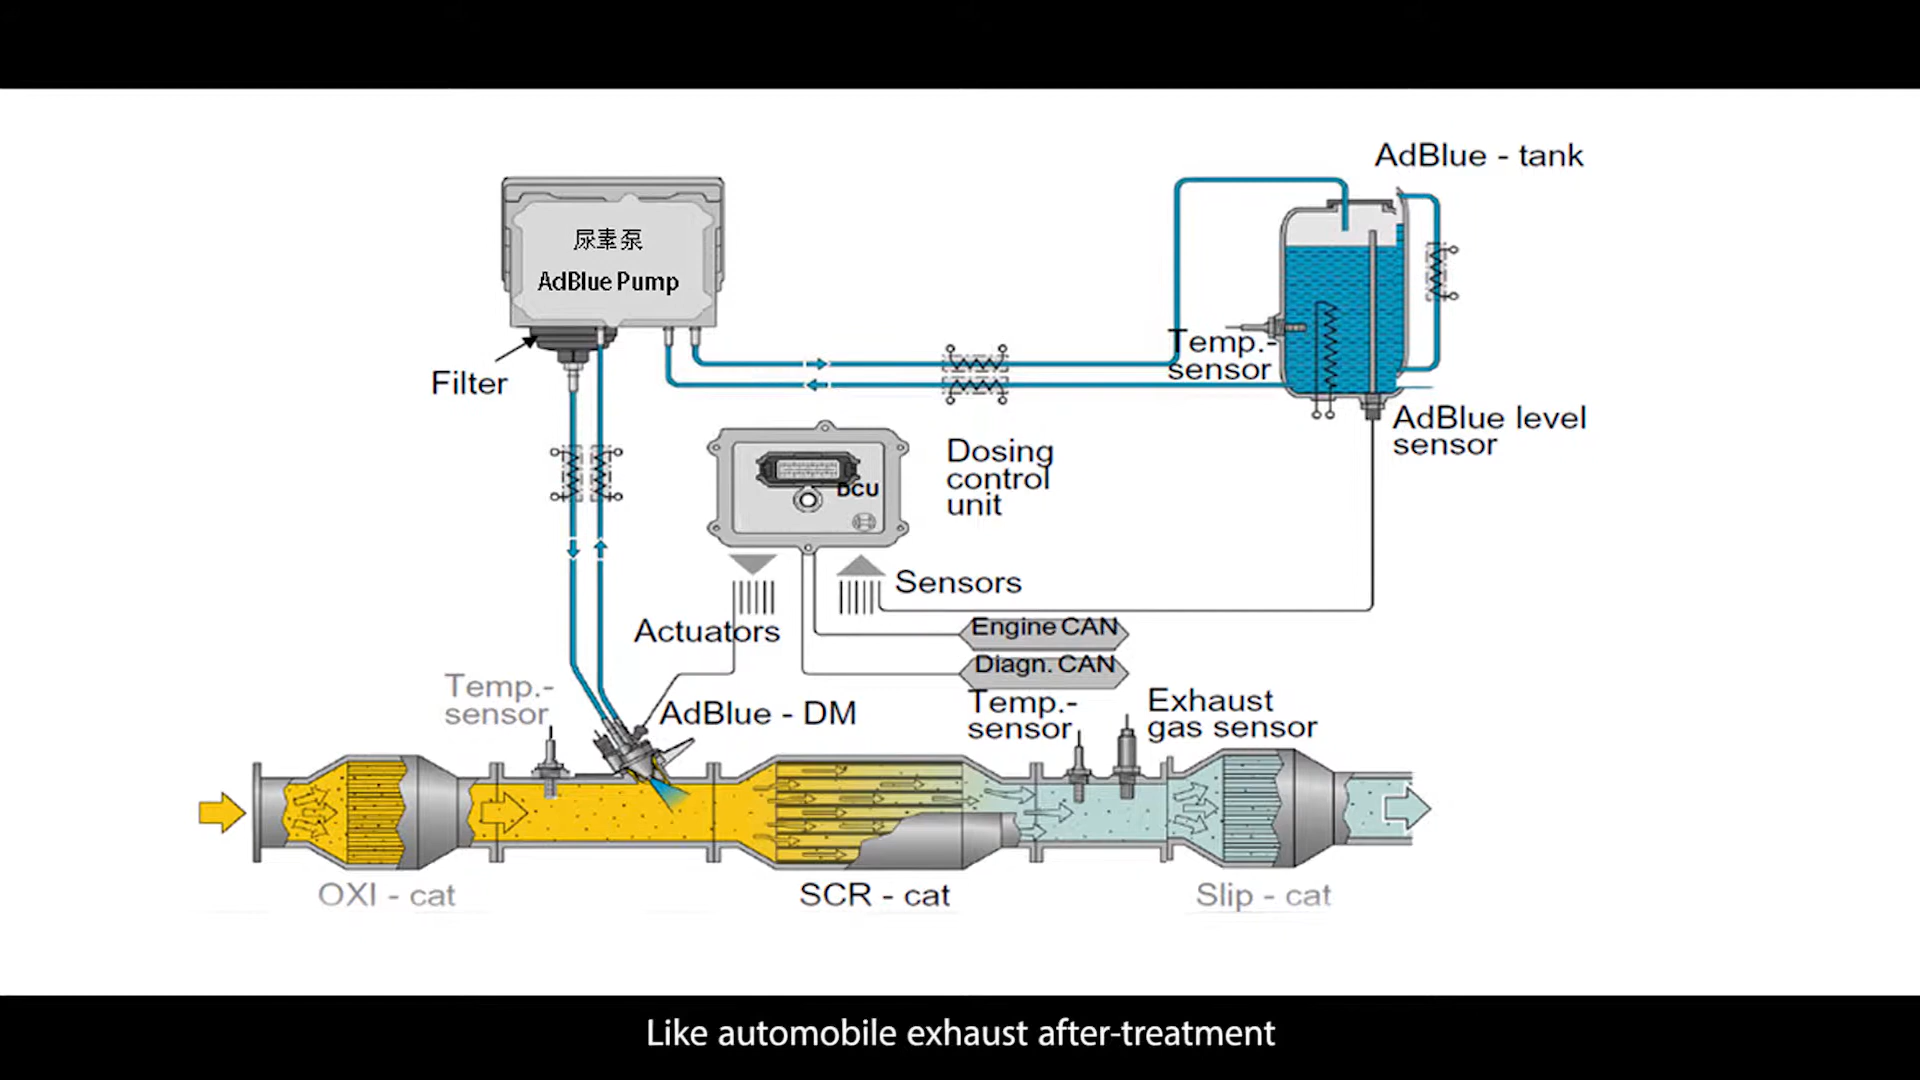 AdBlue - tank
尿素泵
AdBlue Pump
Temp.-
sensor
Filter
AdBlue level
sensor
Dosing
control
unit
DCU
Sensors
Actuators
Engine CAN
Diagn. CAN
Temp.-
sensor
AdBlue - DM
Temp.-
sensor
Exhaust
gas sensor
OXI - cat
SCR - cat
Slip - cat
Like automobile exhaust after-treatment